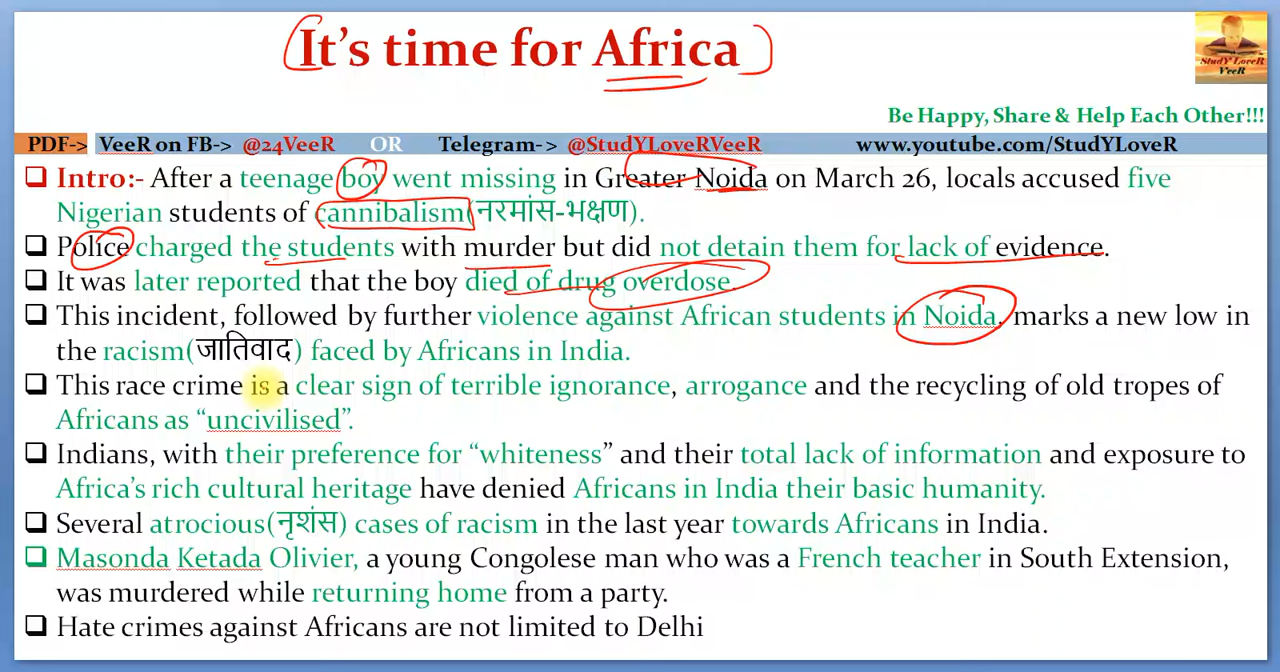 It's time for Africa
StudY LoveR
VeeR
Be Happy, Share & Help Each Other!!!
PDF-> VeeR on FB-> @24VeeR OR Telegram-> @StudYLoveRVeeR www.youtube.com/StudYLoveR
Intro:- After a teenage boy went missing in Greater Noida on March 26, locals accused five
Nigerian students of cannibalism(नरमांस-भक्षण).
Police charged the students with murder but did not detain them for lack of evidence.
It was later reported that the boy died of drug overdose.
This incident, followed by further violence against African students in Noida, marks a new low in
the racism(जातिवाद) faced by Africans in India.
This race crime is a clear sign of terrible ignorance, arrogance and the recycling of old tropes of
Africans as “uncivilised”.
Indians, with their preference for “whiteness” and their total lack of information and exposure to
Africa's rich cultural heritage have denied Africans in India their basic humanity.
Several atrocious(नृशंस) cases of racism in the last year towards Africans in India.
Masonda Ketada Olivier, a young Congolese man who was a French teacher in South Extension,
was murdered while returning home from a party.
Hate crimes against Africans are not limited to Delhi